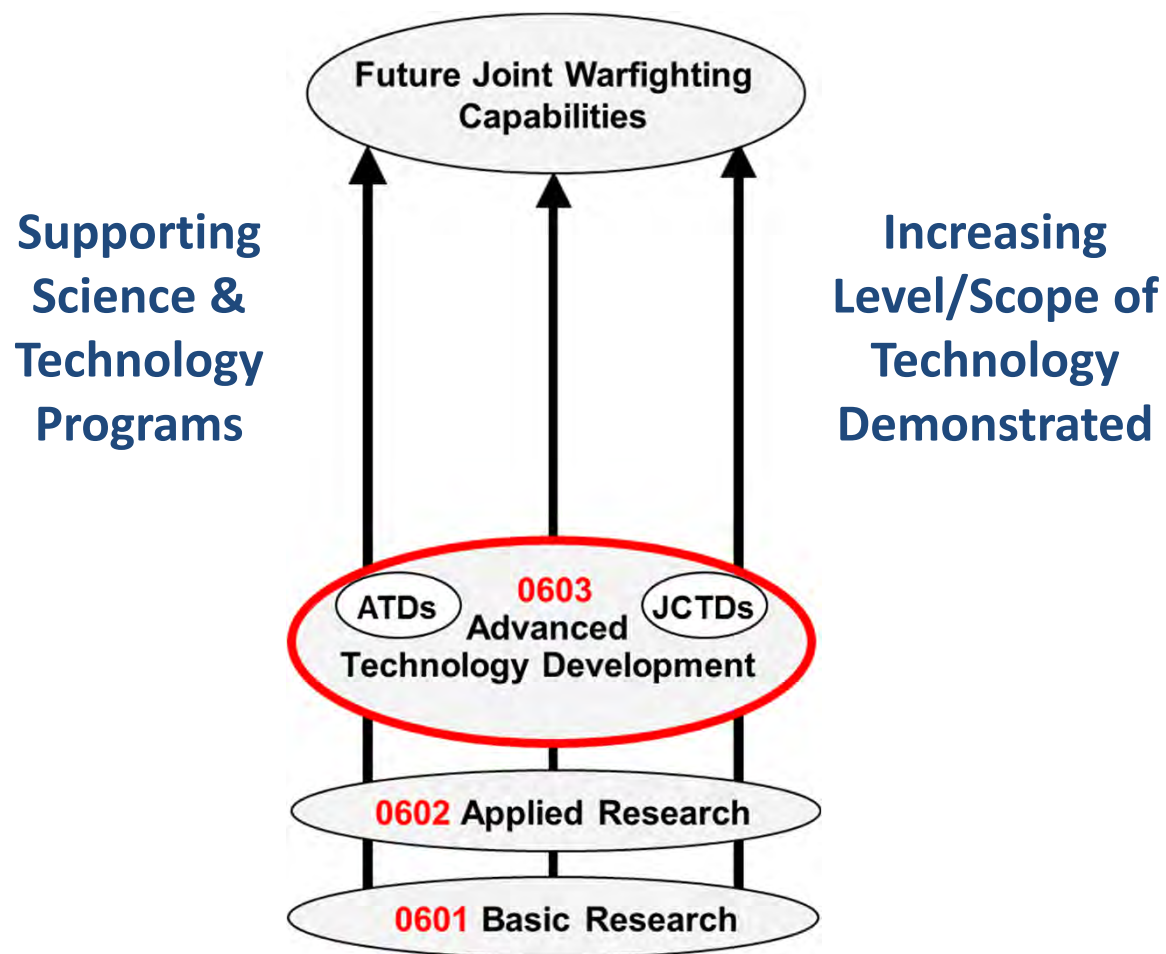 Future Joint Warfighting
Capabilities
Supporting
Science &
Technology
Programs
Increasing
Level/Scope of
Technology
Demonstrated
ATDs
0603
JCTDs
Advanced
Technology Development
0602 Applied Research
0601 Basic Research